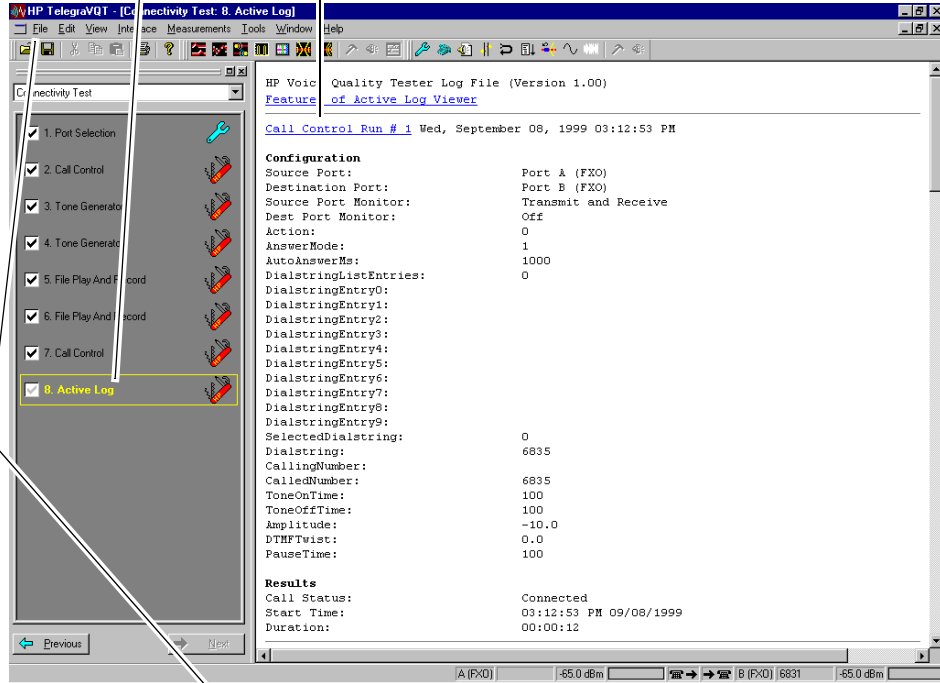 HP TelegraVQT - [Connectivity Test: 8. Active Log]
File Edit View Interface Measurements Tools Window Help
Connectivity Test
1. Port Selection
2. Call Control
3. Tone Generator
4. Tone Generator
5. File Play And Record
6. File Play And Record
7. Call Control
8. Active Log
Previous
Next
HP Voice Quality Tester Log File (Version 1.00)
Features of Active Log Viewer
Call Control Run # 1 Wed, September 08, 1999 03:12:53 PM
Configuration
Source Port: Port A (FXO)
Destination Port: Port B (FXO)
Source Port Monitor: Transmit and Receive
Dest Port Monitor: Off
Action: 0
AnswerMode: 1
AutoAnswerMs: 1000
DialstringListEntries: 0
DialstringEntry0:
DialstringEntry1:
DialstringEntry2:
DialstringEntry3:
DialstringEntry4:
DialstringEntry5:
DialstringEntry6:
DialstringEntry7:
DialstringEntry8:
DialstringEntry9:
SelectedDialstring: 0
Dialstring: 6835
CallingNumber:
CalledNumber: 6835
ToneOnTime: 100
ToneOffTime: 100
Amplitude: -10.0
DTMFTwist: 0.0
PauseTime: 100
Results
Call Status: Connected
Start Time: 03:12:53 PM 09/08/1999
Duration: 00:00:12
A (FXO) -65.0 dBm B (FXO) 6831 -65.0 dBm